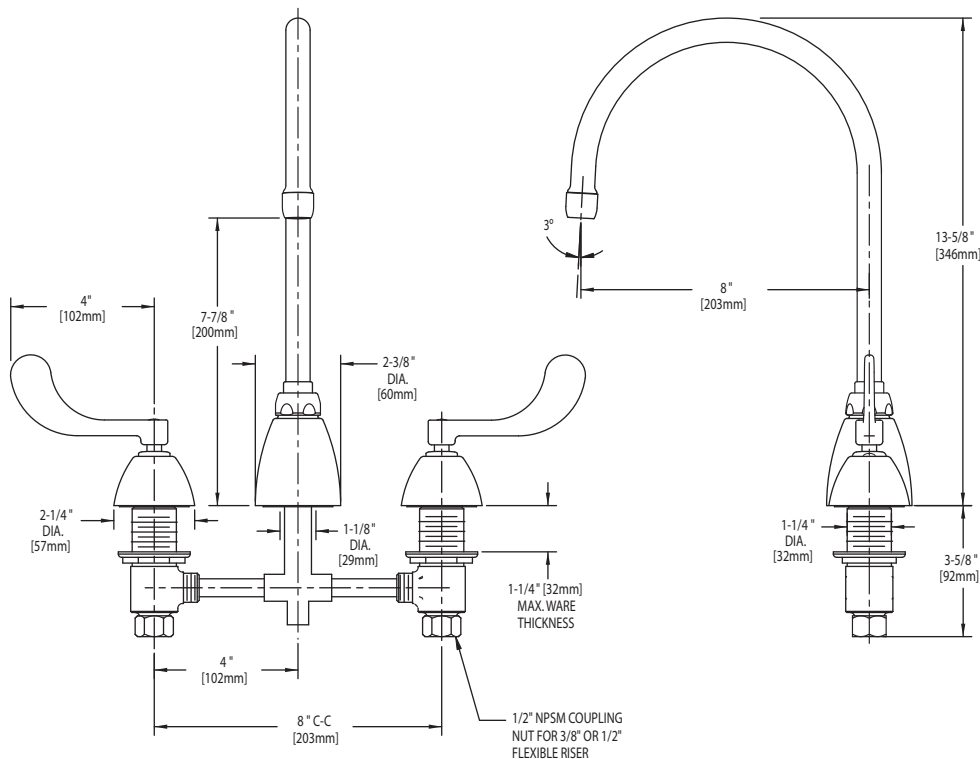 4"
[102mm]
7-7/8"
[200mm]
2-3/8"
DIA.
[60mm]
3°
8"
[203mm]
13-5/8"
[346mm]
2-1/4"
DIA.
[57mm]
1-1/8"
DIA.
[29mm]
1-1/4" [32mm]
MAX. WARE
THICKNESS
1-1/4"
DIA.
[32mm]
3-5/8"
[92mm]
4"
[102mm]
8" C-C
[203mm]
1/2" NPSM COUPLING
NUT FOR 3/8" OR 1/2"
FLEXIBLE RISER